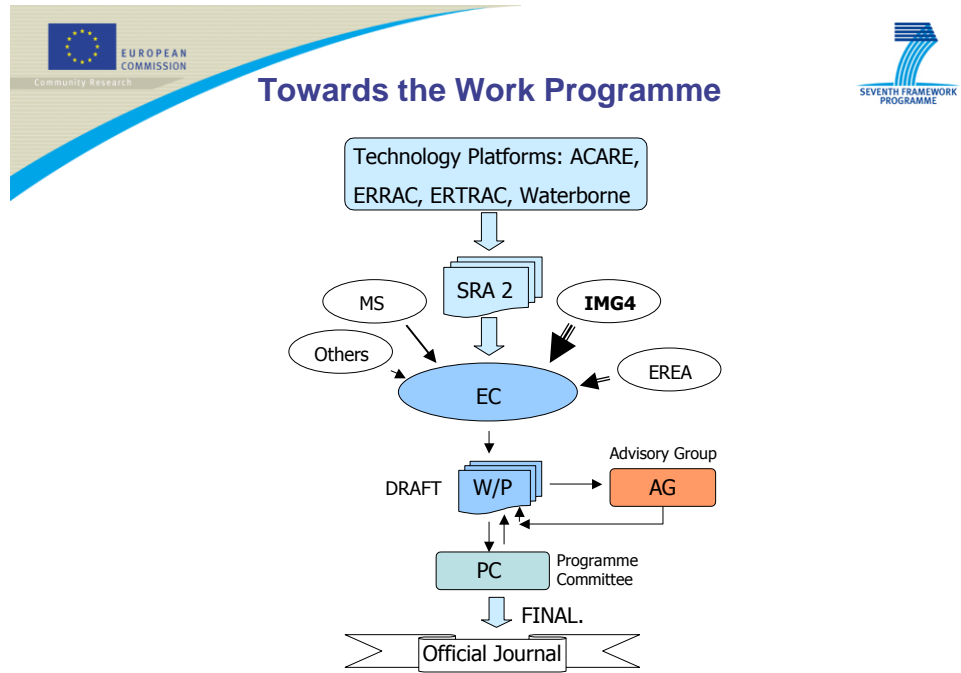 EUROPEAN
COMMISSION
Community Research
SEVENTH FRAMEWORK
PROGRAMME
Towards the Work Programme
Technology Platforms: ACARE,
ERRAC, ERTRAC, Waterborne
SRA 2
MS
IMG4
Others
EREA
EC
Advisory Group
DRAFT
W/P
AG
PC
Programme
Committee
FINAL.
Official Journal